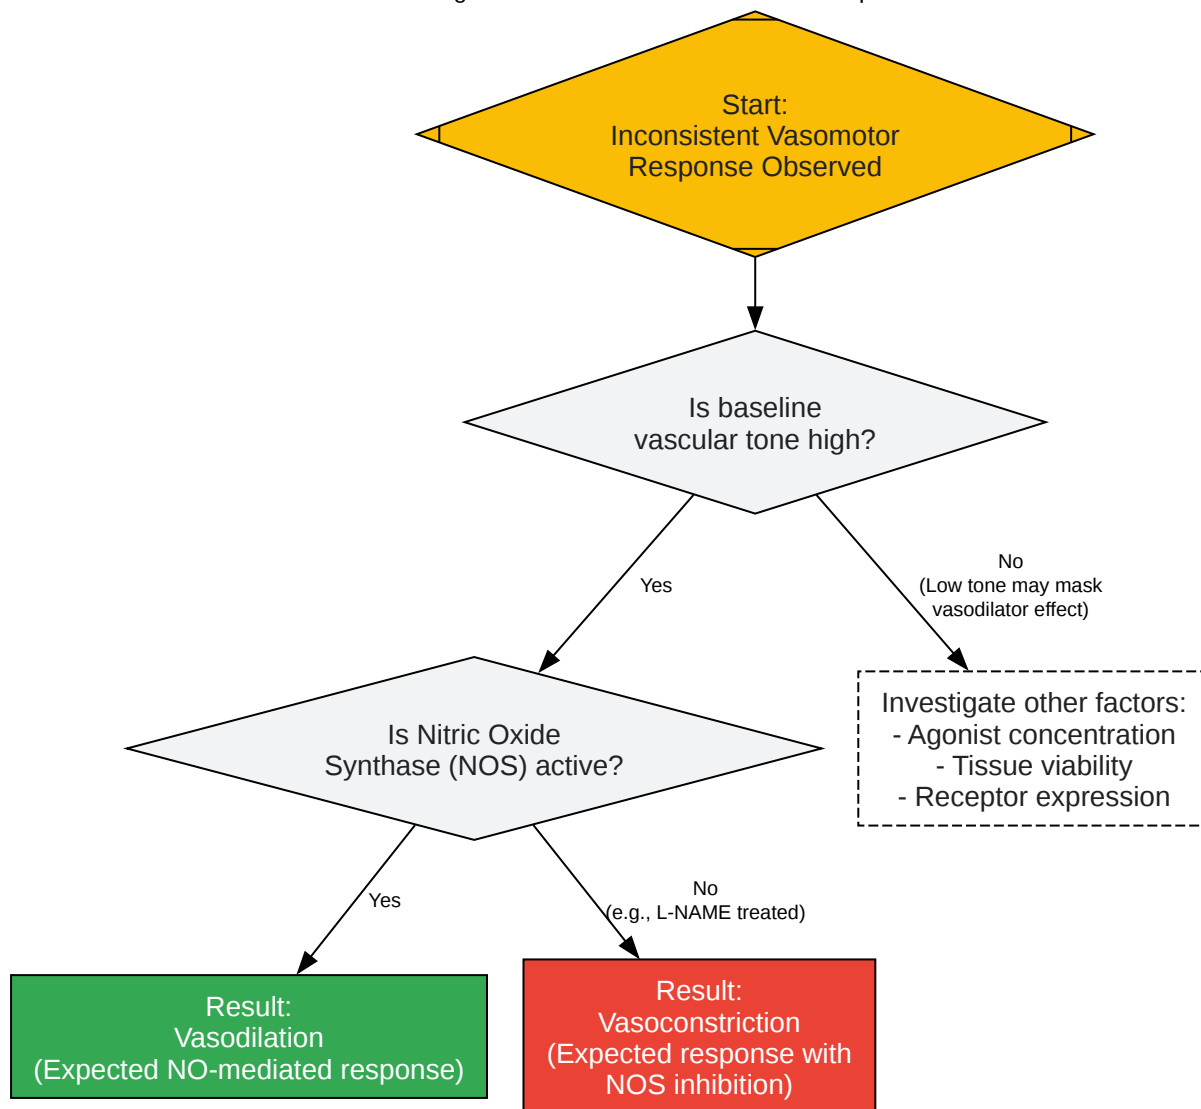 Start:
Inconsistent Vasomotor
Response Observed
Is baseline
vascular tone high?
Yes
No
(Low tone may mask
vasodilator effect)
Is Nitric Oxide
Synthase (NOS) active?
Investigate other factors:
- Agonist concentration
- Tissue viability
- Receptor expression
Yes
No
(e.g., L-NAME treated)
Result:
Vasodilation
(Expected NO-mediated response)
Result:
Vasoconstriction
(Expected response with
NOS inhibition)